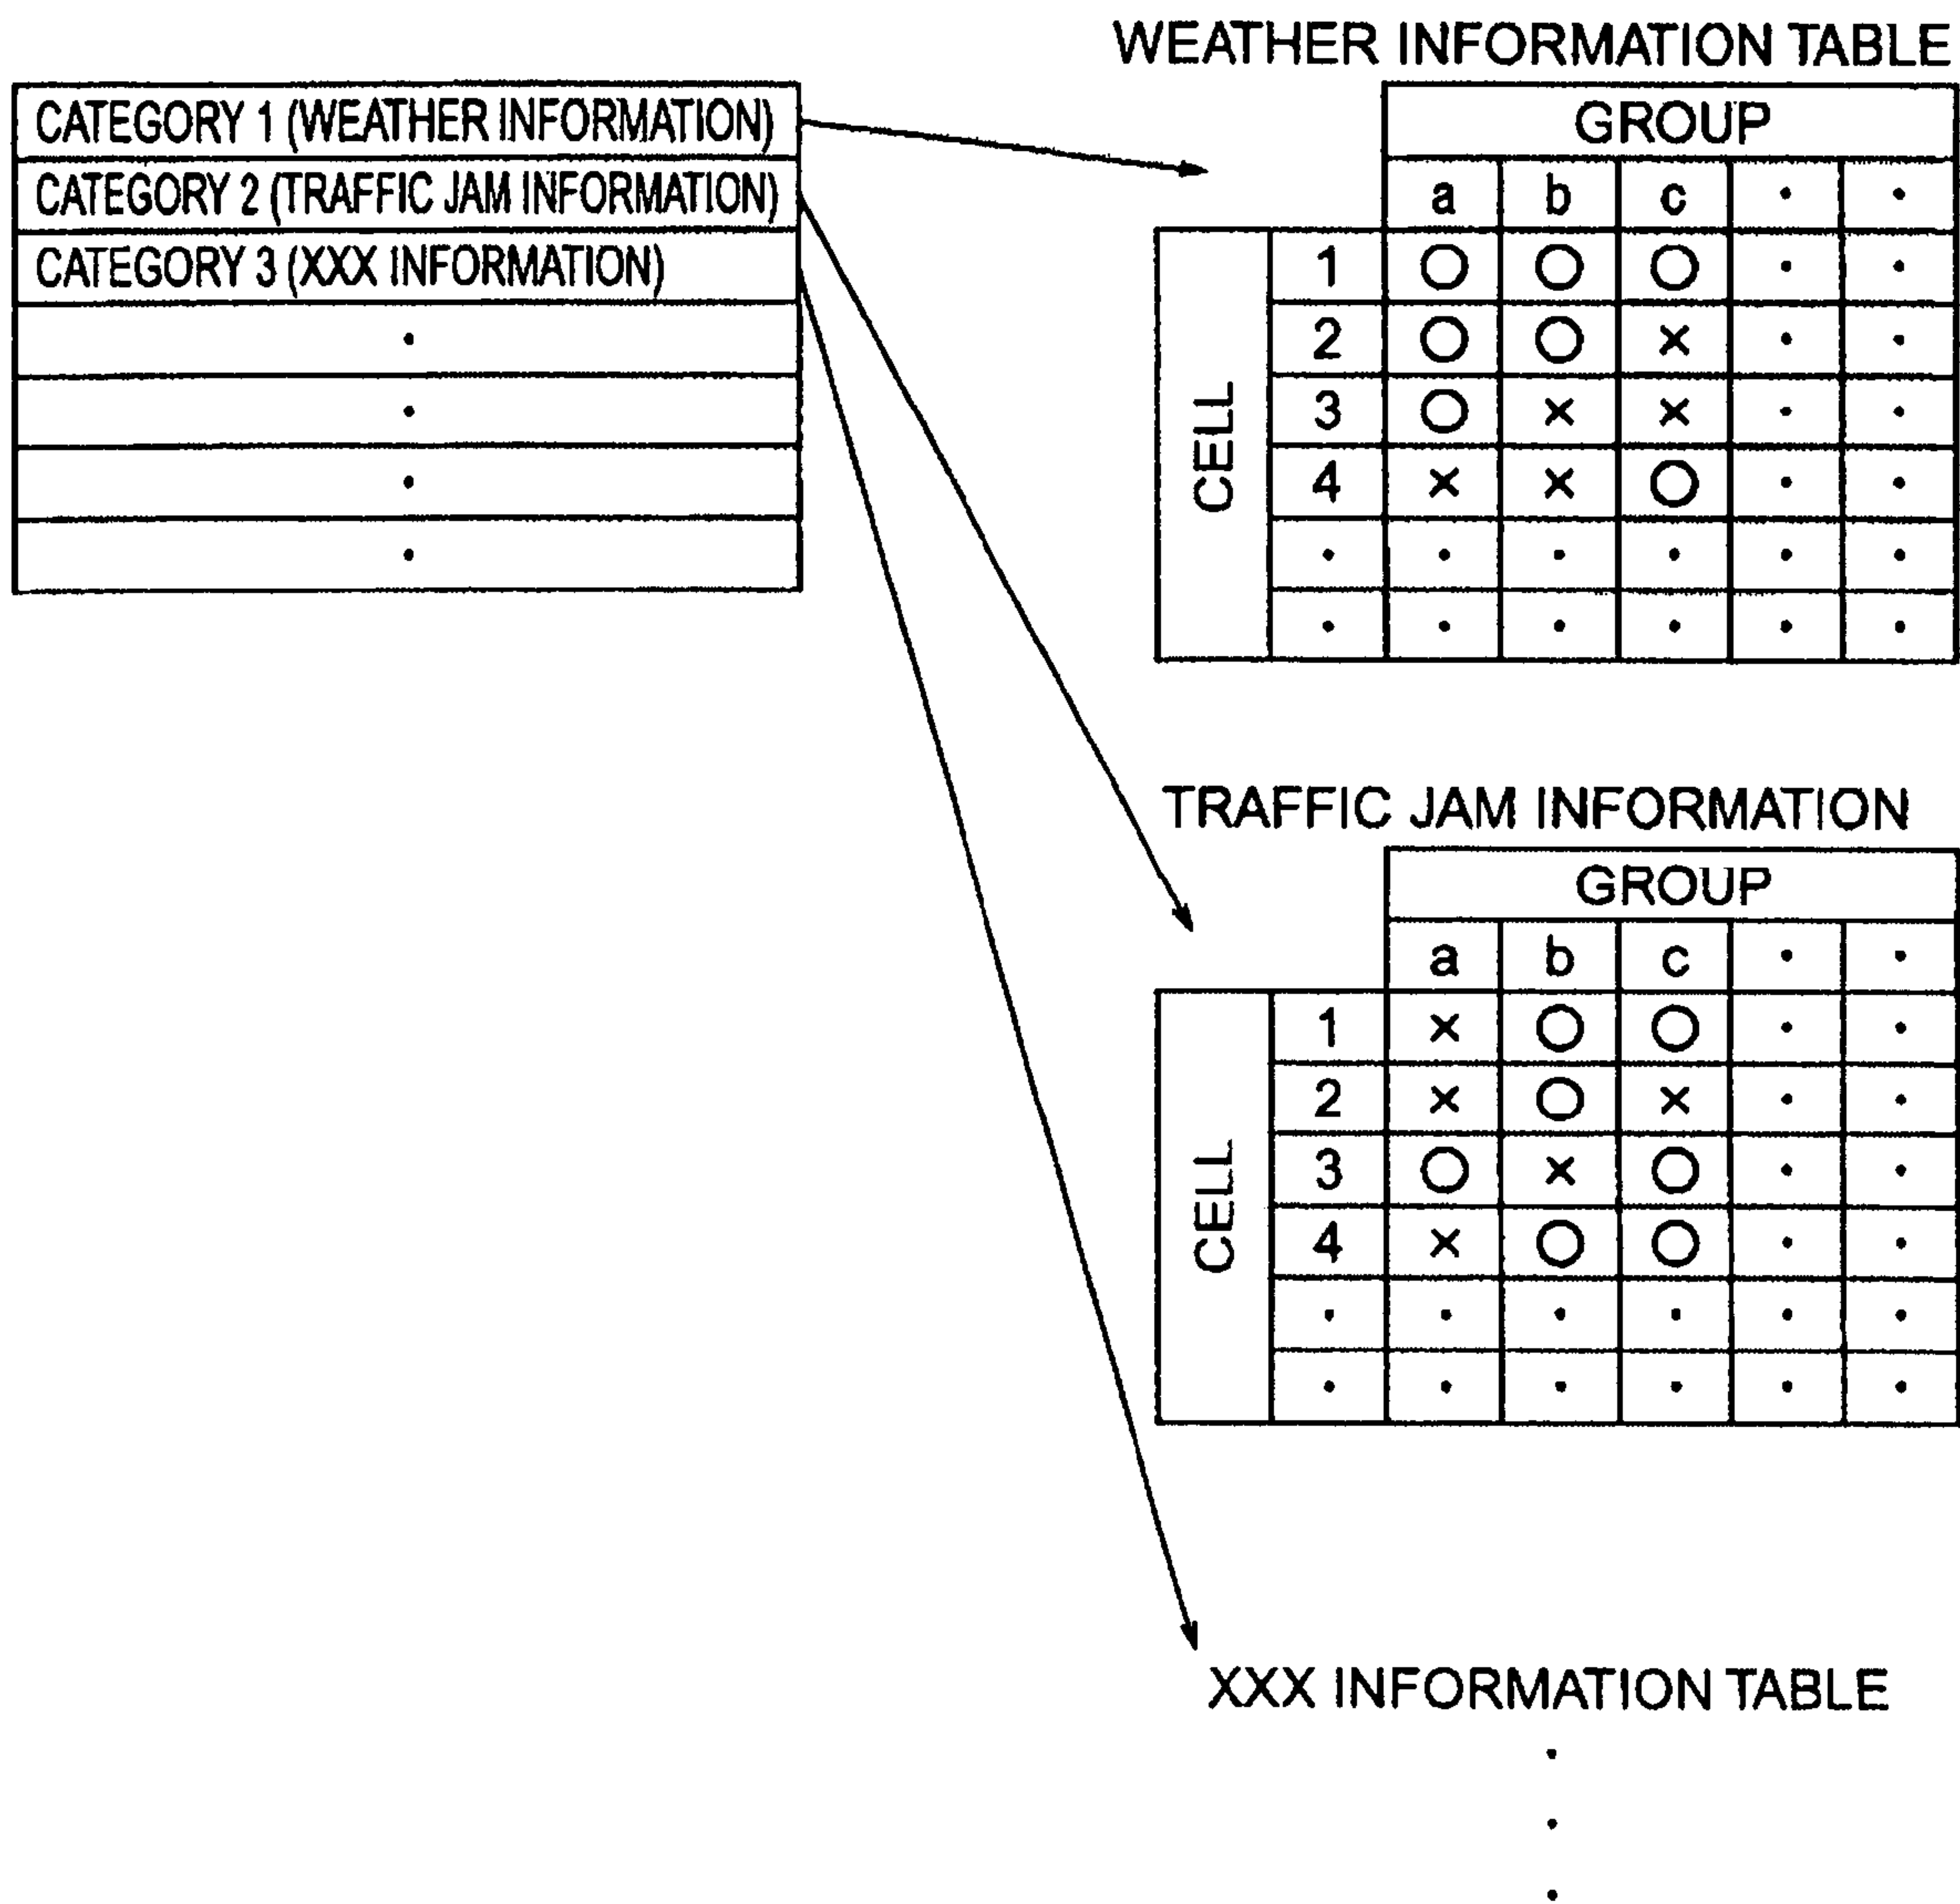 CATEGORY 1 (WEATHER INFORMATION)
CATEGORY 2 (TRAFFIC JAM INFORMATION)
CATEGORY 3 (XXX INFORMATION)
·
·
·
·
WEATHER INFORMATION TABLE
GROUP
a b c · ·
CELL
1 ○ ○ ○ · ·
2 ○ ○ × · ·
3 ○ × × · ·
4 × × ○ · ·
· · · · · ·
· · · · · ·
TRAFFIC JAM INFORMATION
GROUP
a b c · ·
CELL
1 × ○ ○ · ·
2 × ○ × · ·
3 ○ × ○ · ·
4 × ○ ○ · ·
· · · · · ·
· · · · · ·
XXX INFORMATION TABLE
·
·
·